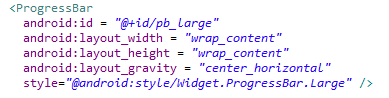 <ProgressBar
android:id = "@+id/pb_large"
android:layout_width = "wrap_content"
android:layout_height = "wrap_content"
android:layout_gravity = "center_horizontal"
style="@android:style/Widget.ProgressBar.Large" />